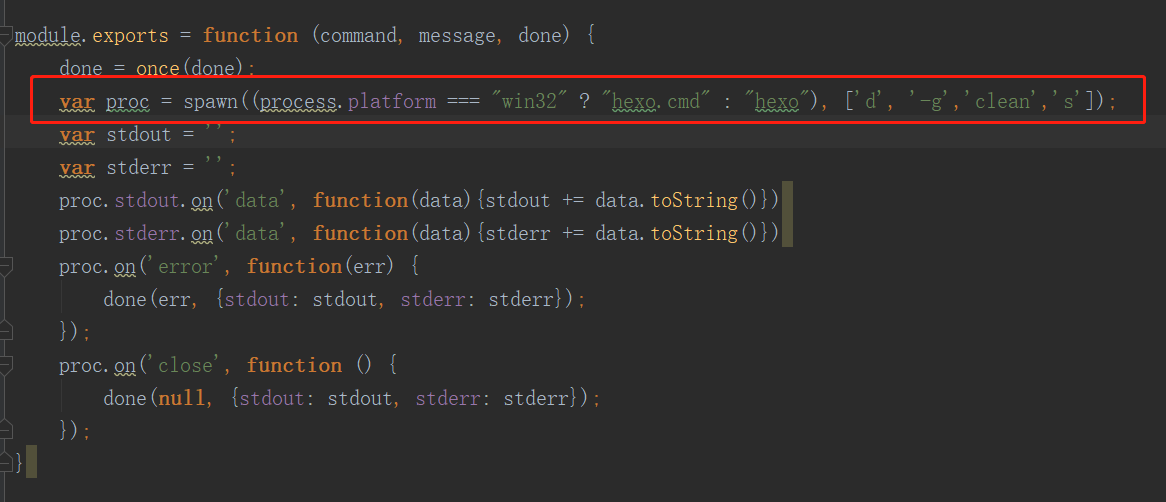 module.exports = function (command, message, done) {
done = once(done);
var proc = spawn((process.platform === "win32" ? "hexo.cmd" : "hexo"), ['d', '-g','clean','s']);
var stdout = '';
var stderr = '';
proc.stdout.on('data', function(data){stdout += data.toString()})
proc.stderr.on('data', function(data){stderr += data.toString()})
proc.on('error', function(err) {
done(err, {stdout: stdout, stderr: stderr});
});
proc.on('close', function () {
done(null, {stdout: stdout, stderr: stderr});
});
}